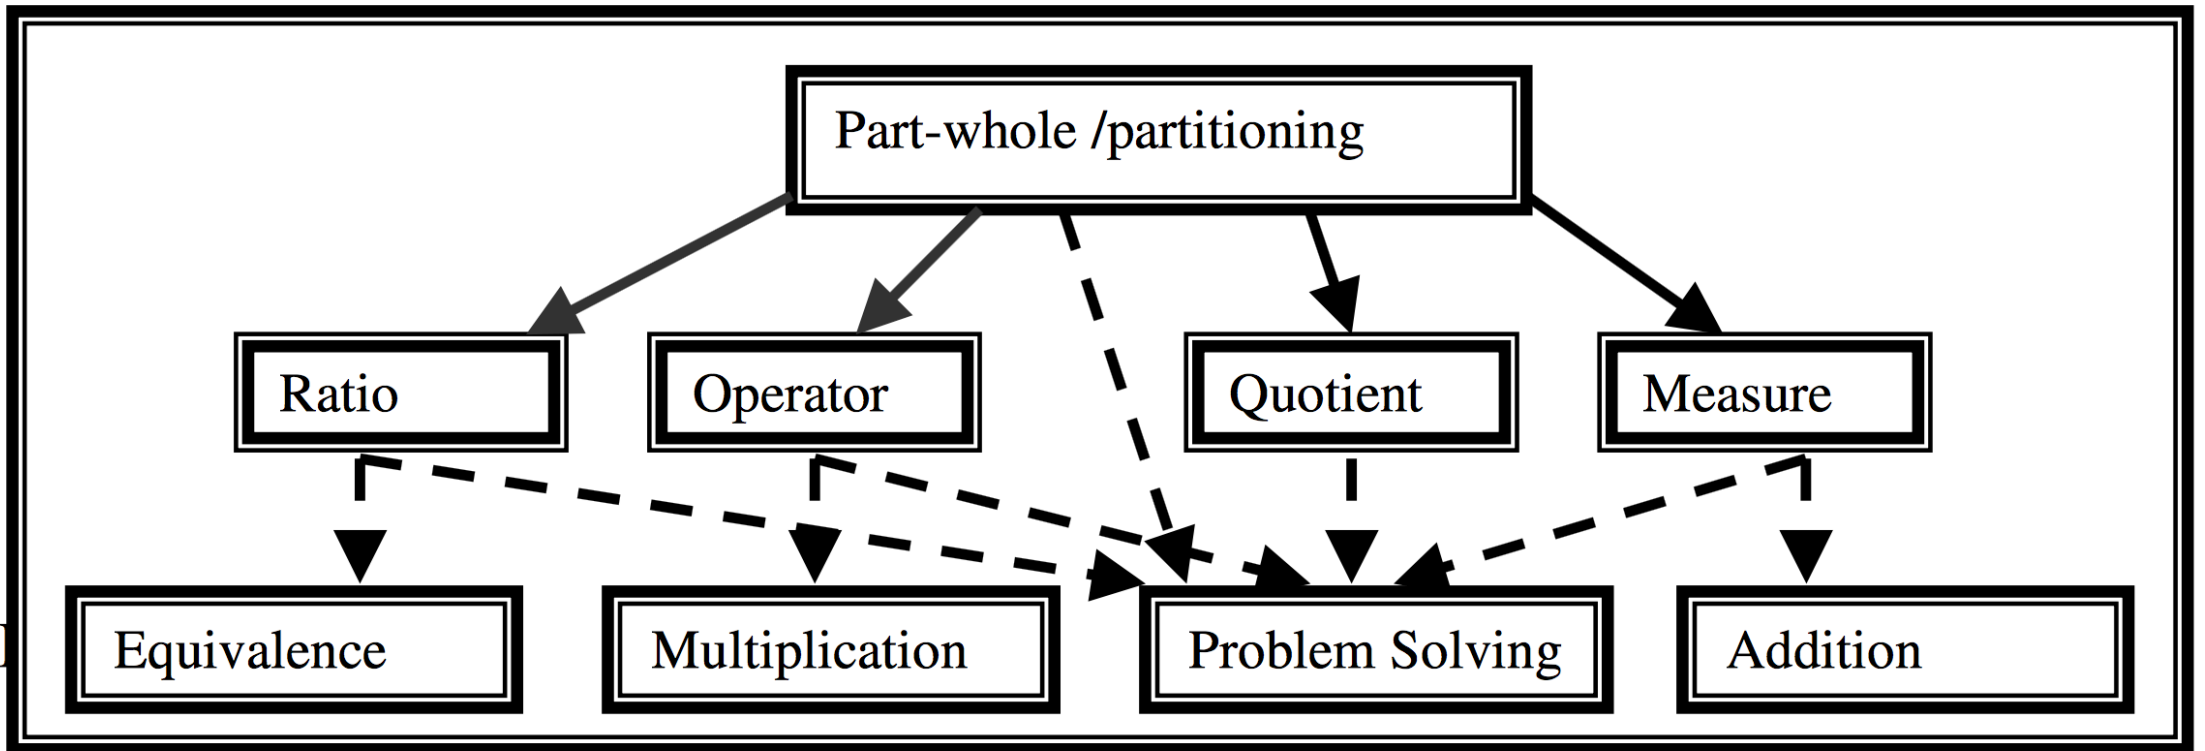 Part-whole /partitioning
Ratio
Operator
Quotient
Measure
Equivalence
Multiplication
Problem Solving
Addition